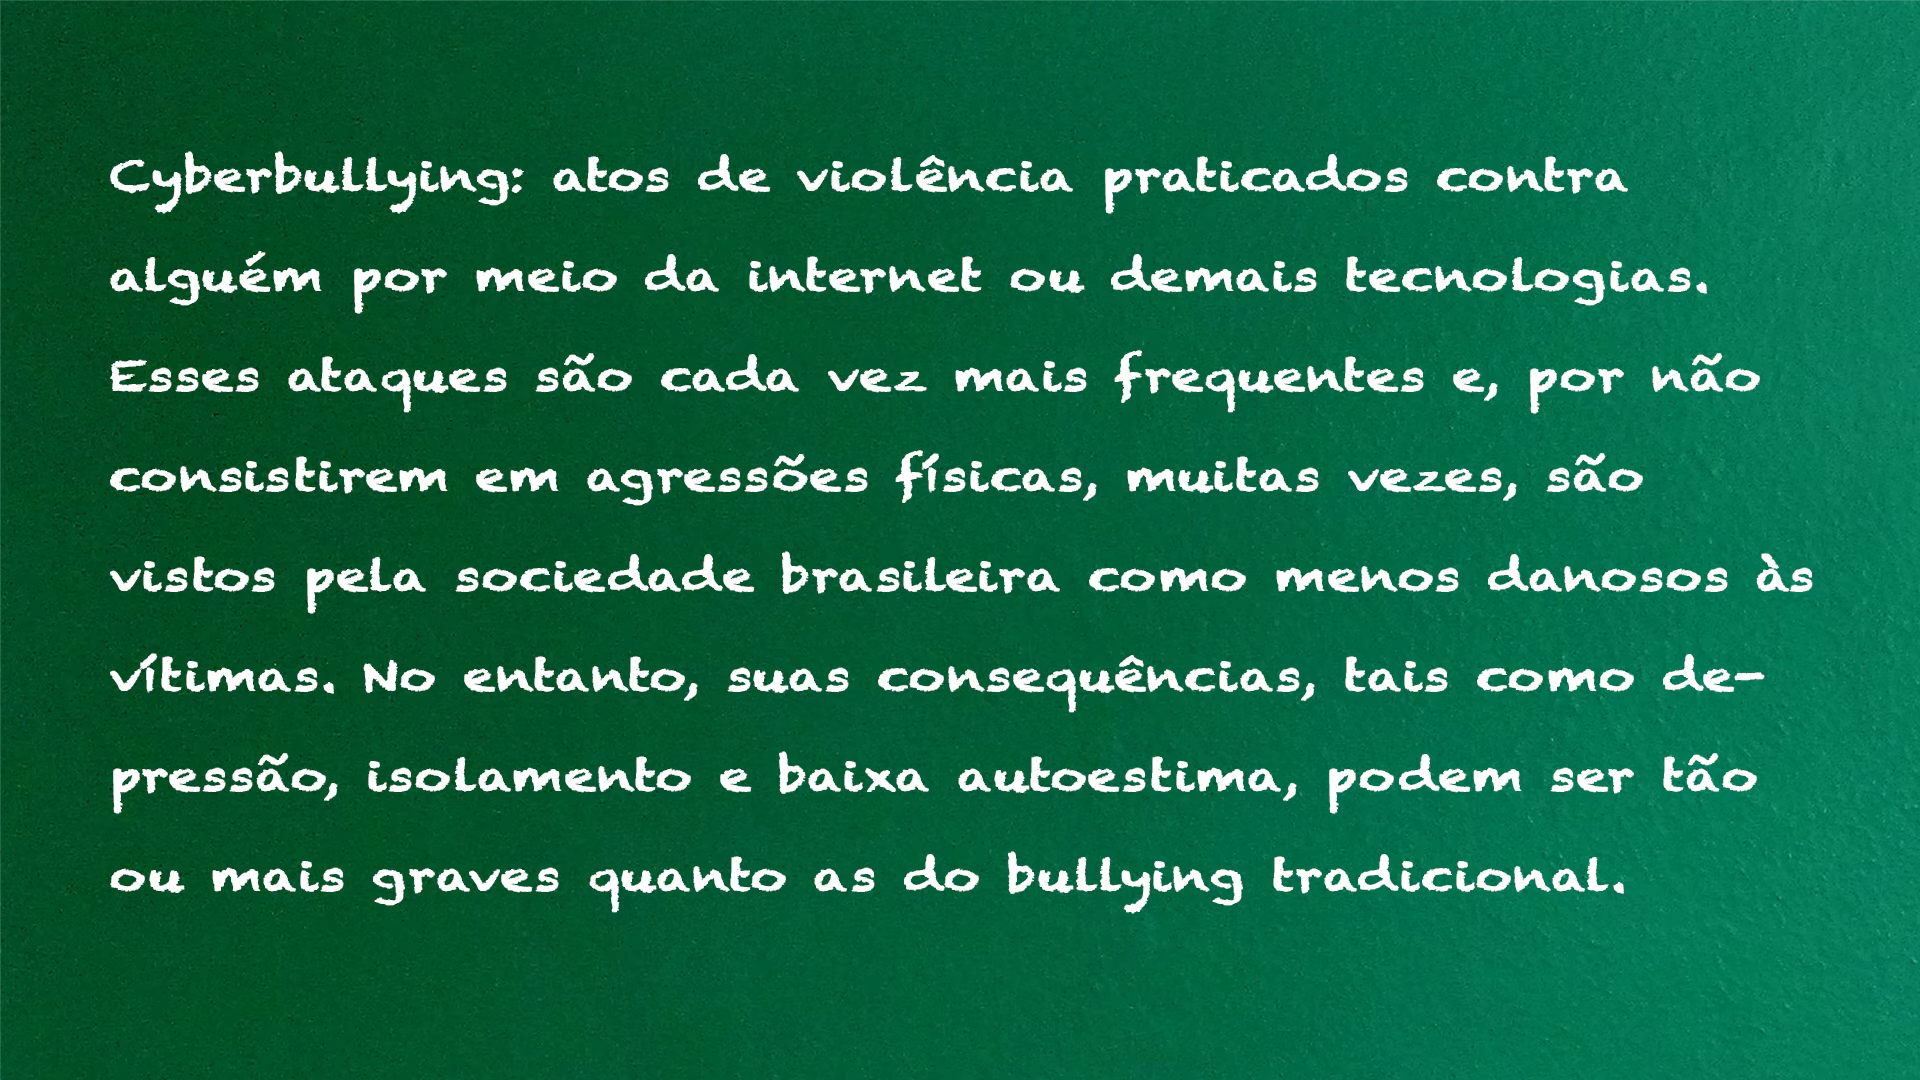 Cyberbullying: atos de violência praticados contra
alguém por meio da internet ou demais tecnologias.
Esses ataques são cada vez mais frequentes e, por não
consistirem em agressões físicas, muitas vezes, são
vistos pela sociedade brasileira como menos danosos às
vítimas. No entanto, suas consequências, tais como de-
pressão, isolamento e baixa autoestima, podem ser tão
ou mais graves quanto as do bullying tradicional.